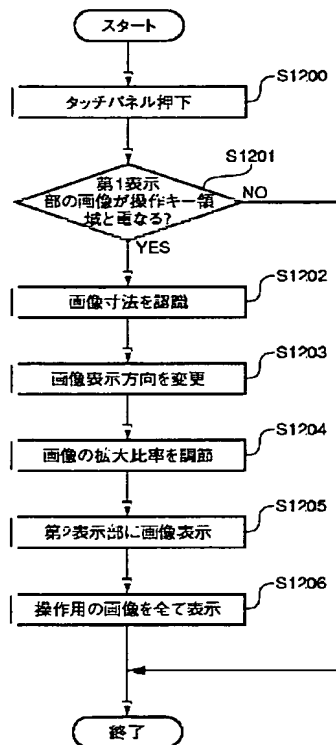 スタート
S1200
タッチパネル押下
S1201
第1表示
部の画像が操作キー領
域と重なる?
NO
YES
S1202
画像寸法を認識
S1203
画像表示方向を変更
S1204
画像の拡大比率を調節
S1205
第2表示部に画像表示
S1206
操作用の画像を全て表示
終了